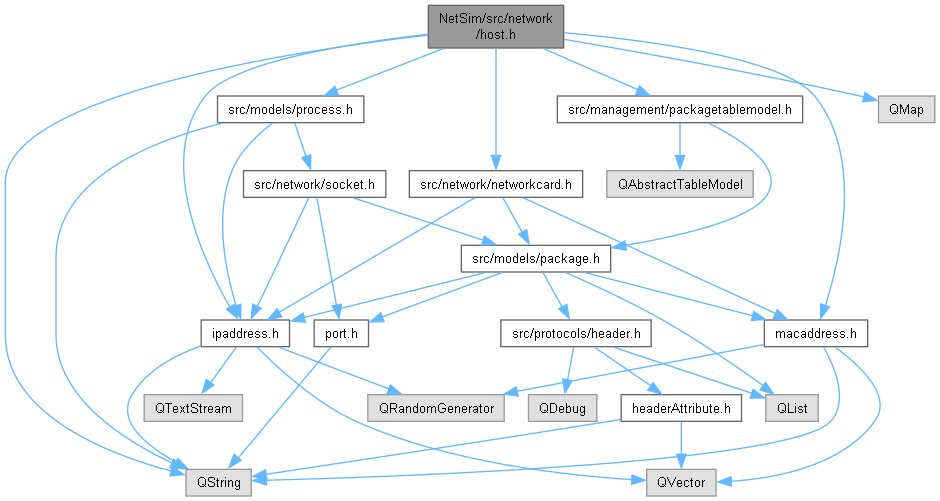 NetSim/src/network
/host.h
src/models/process.h
src/management/packagetablemodel.h
QMap
src/network/socket.h
src/network/networkcard.h
QAbstractTableModel
src/models/package.h
ipaddress.h
port.h
src/protocols/header.h
macaddress.h
QTextStream
QRandomGenerator
QDebug
headerAttribute.h
QList
QString
QVector